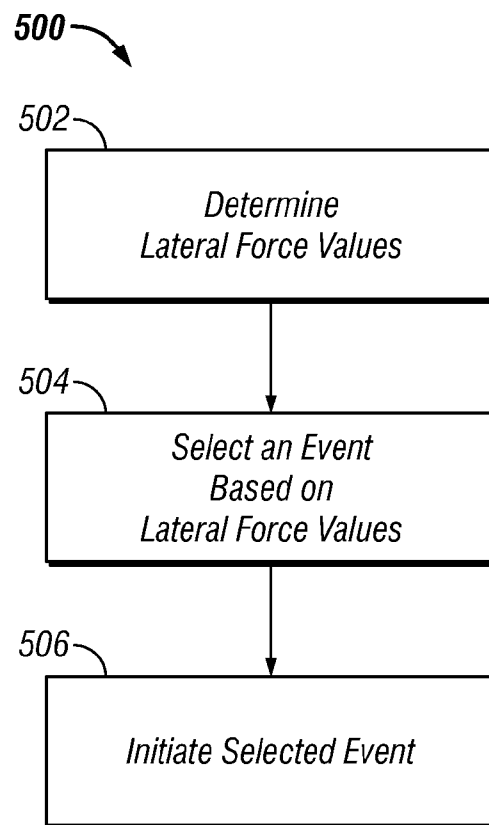 500
502
Determine
Lateral Force Values
504
Select an Event
Based on
Lateral Force Values
506
Initiate Selected Event